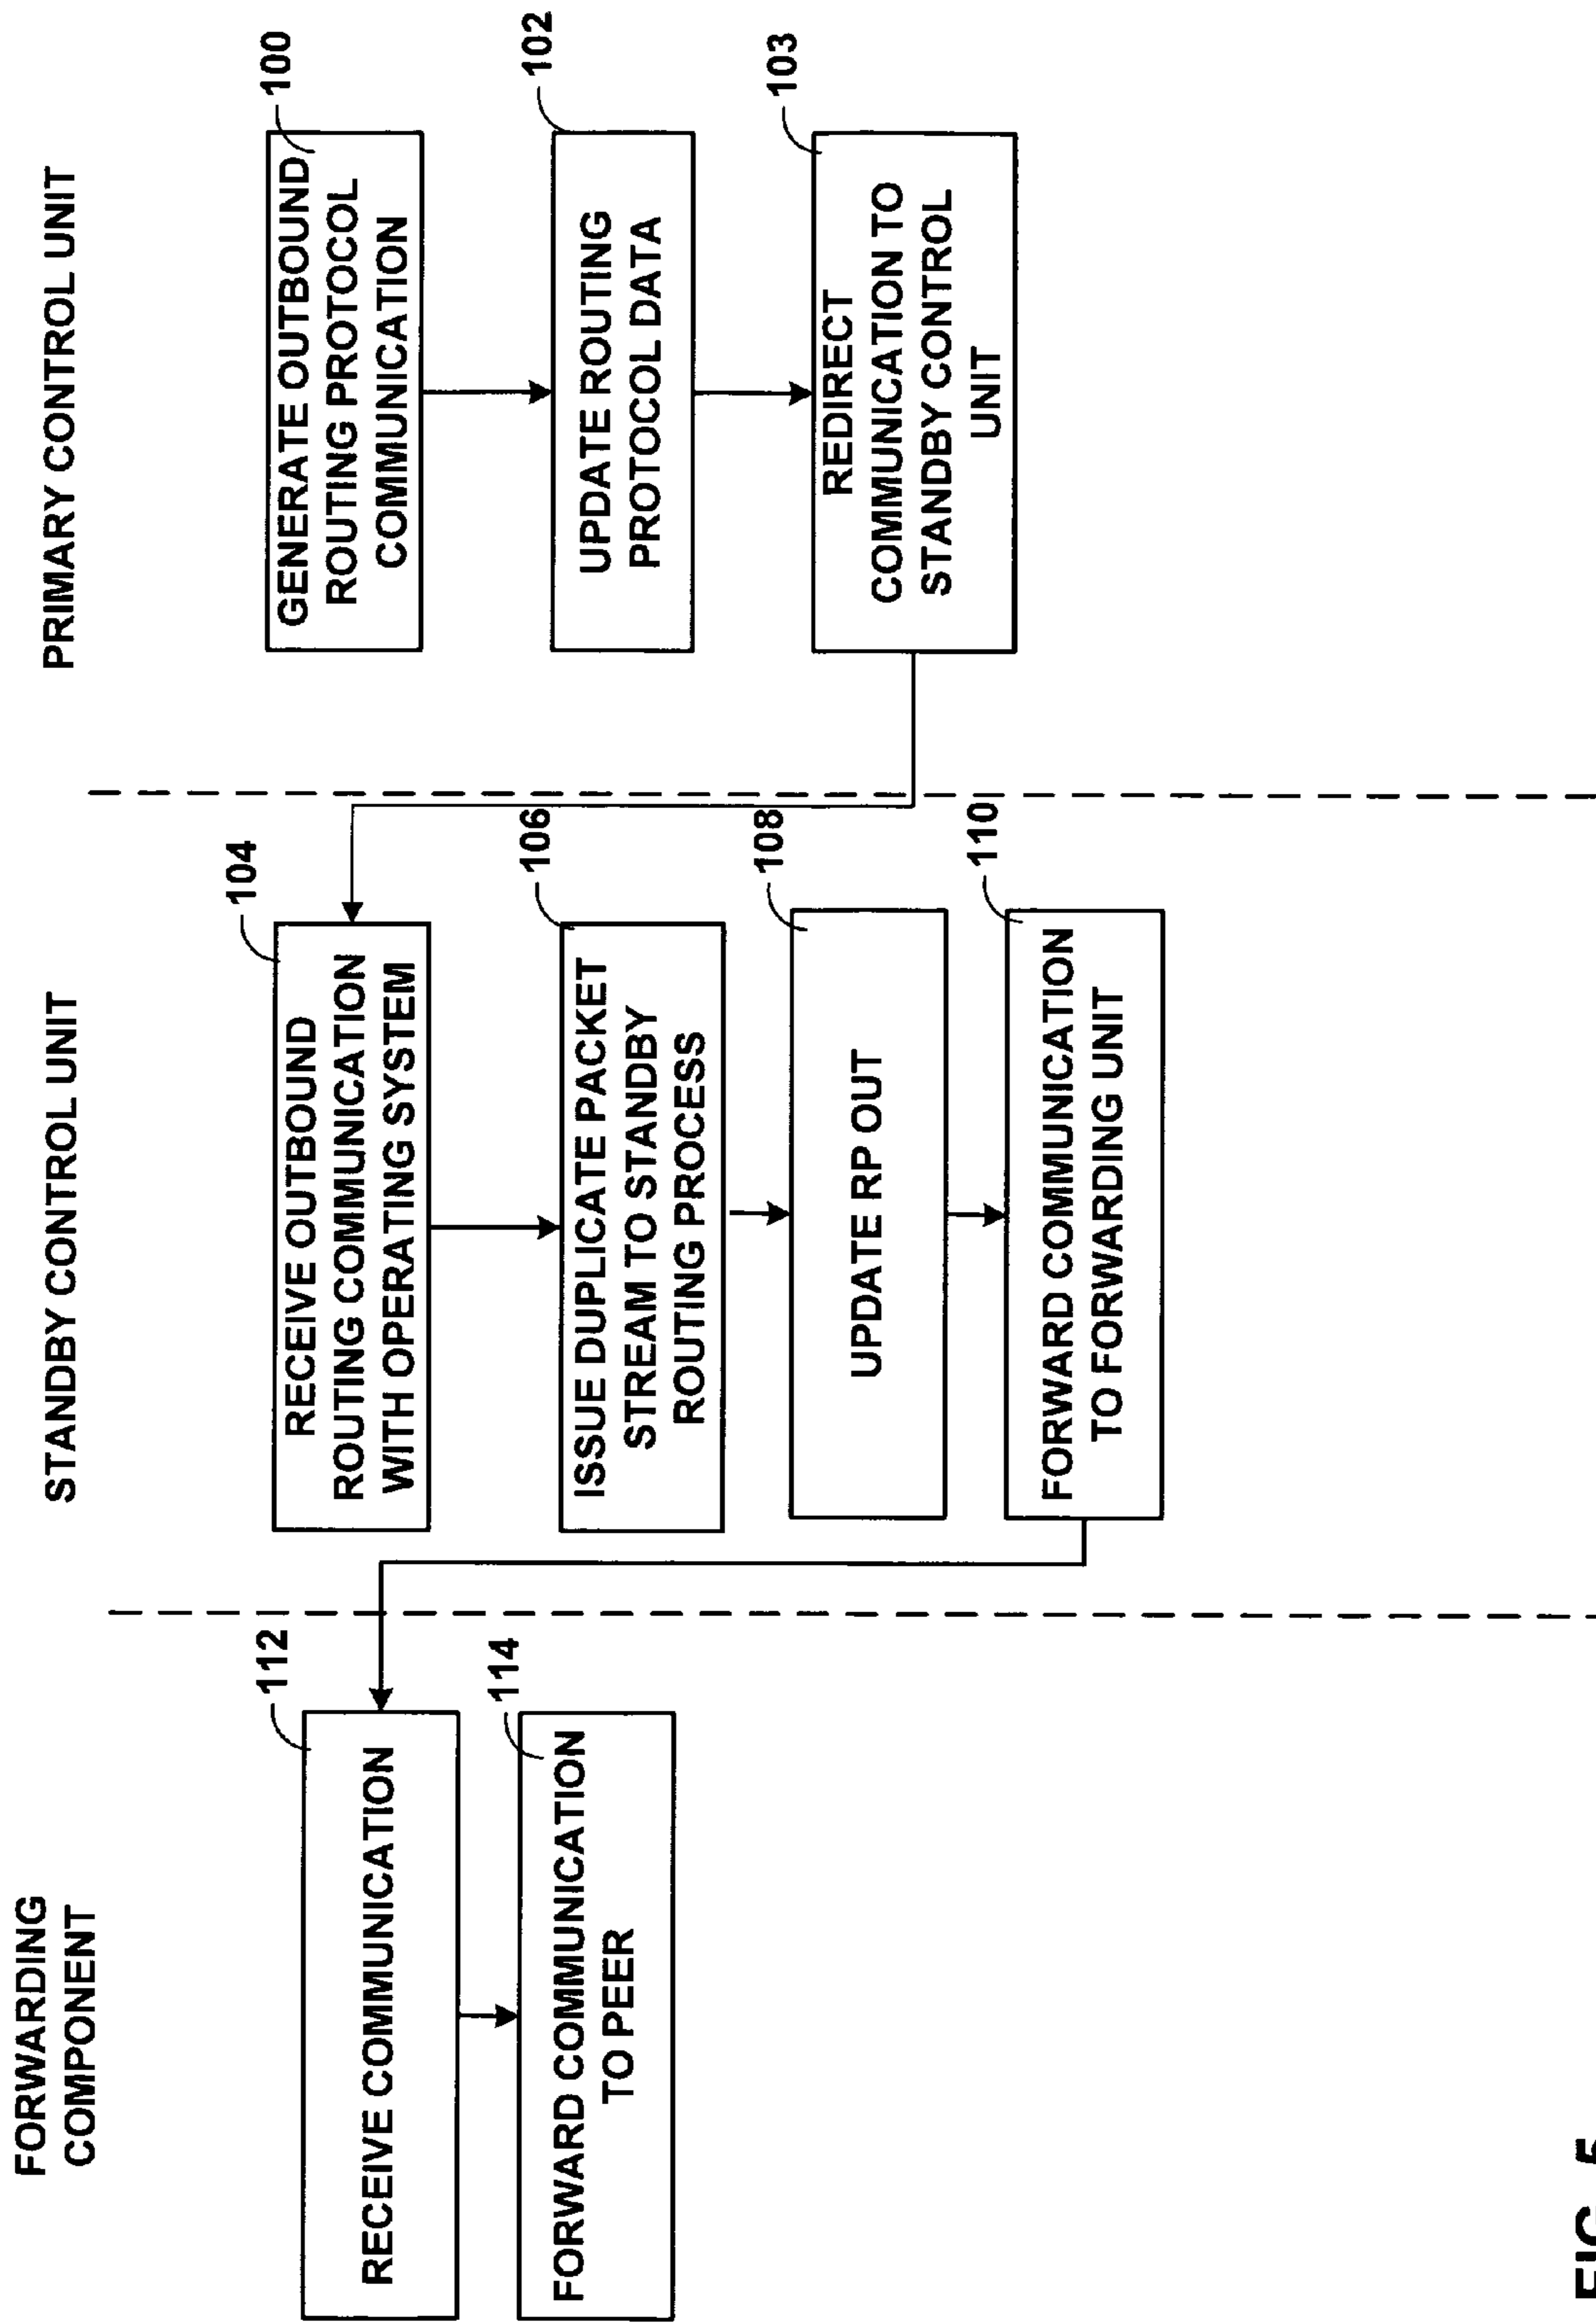 FORWARDING
COMPONENT
STANDBY CONTROL UNIT
PRIMARY CONTROL UNIT
112
RECEIVE COMMUNICATION
114
FORWARD COMMUNICATION
TO PEER
104
RECEIVE OUTBOUND
ROUTING COMMUNICATION
WITH OPERATING SYSTEM
106
ISSUE DUPLICATE PACKET
STREAM TO STANDBY
ROUTING PROCESS
108
UPDATE RP OUT
110
FORWARD COMMUNICATION
TO FORWARDING UNIT
100
GENERATE OUTBOUND
ROUTING PROTOCOL
COMMUNICATION
102
UPDATE ROUTING
PROTOCOL DATA
103
REDIRECT
COMMUNICATION TO
STANDBY CONTROL
UNIT
FIG. 5